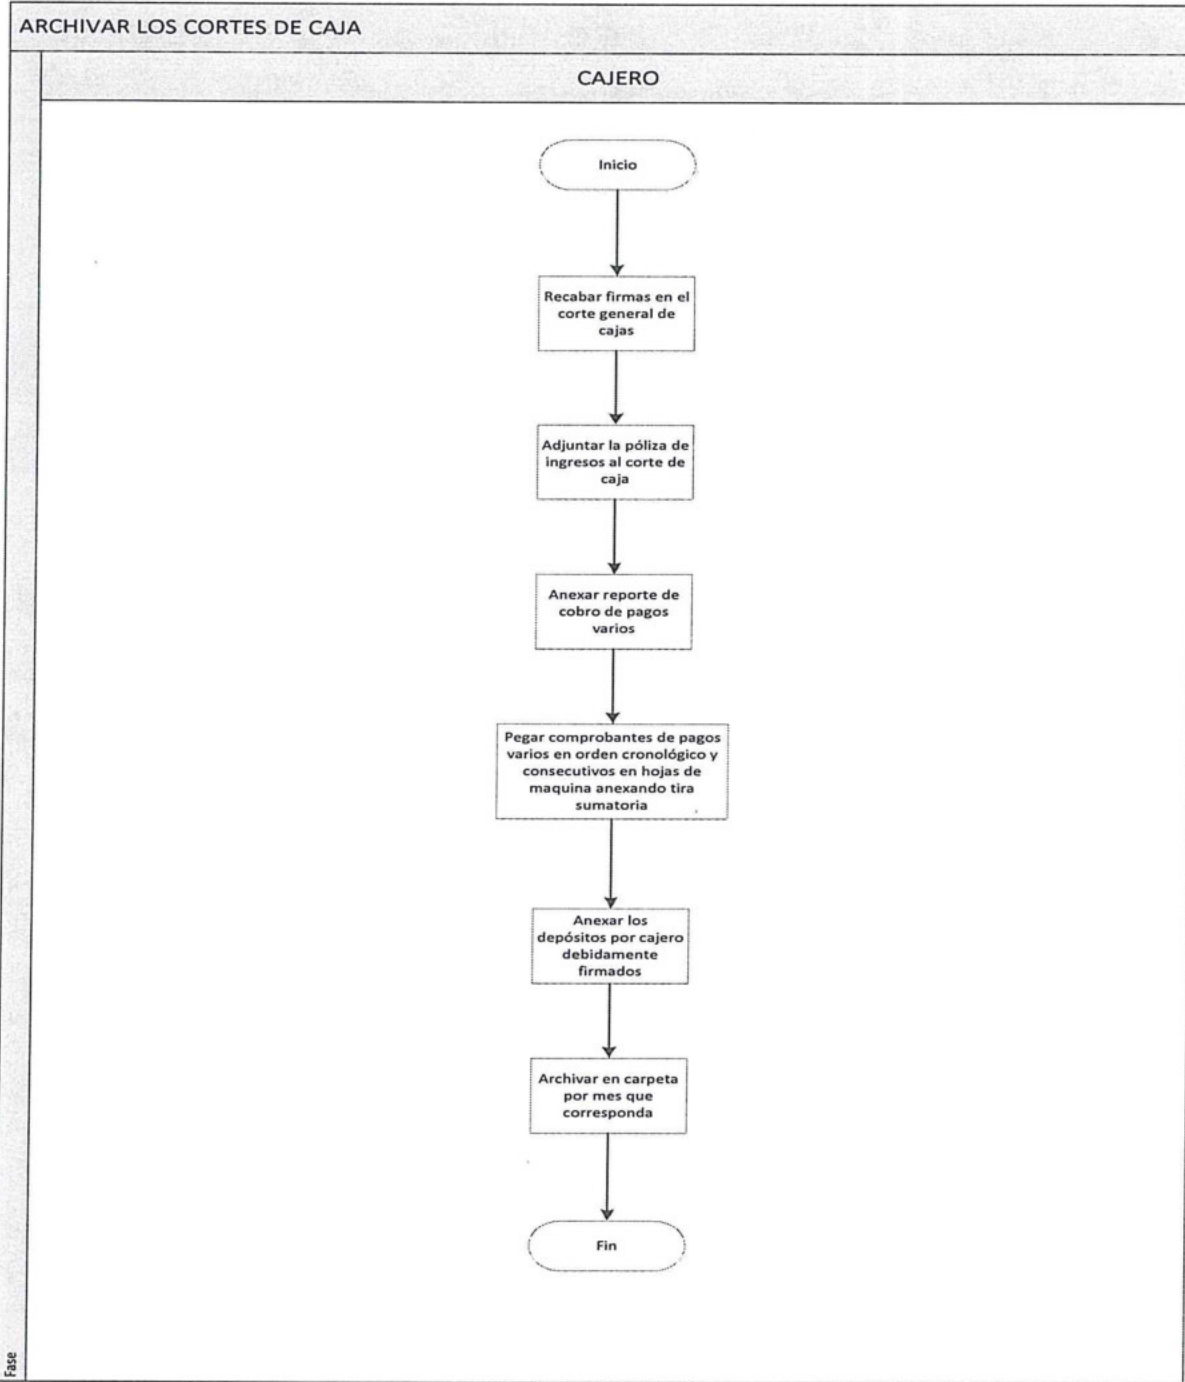 ARCHIVAR LOS CORTES DE CAJA
CAJERO
Inicio
Recabar firmas en el
corte general de
cajas
Adjuntar la póliza de
ingresos al corte de
caja
Anexar reporte de
cobro de pagos
varios
Pegar comprobantes de pagos
varios en orden cronológico y
consecutivos en hojas de
maquina anexando tira
sumatoria
Anexar los
depósitos por cajero
debidamente
firmados
Archivar en carpeta
por mes que
corresponda
Fin
Fase